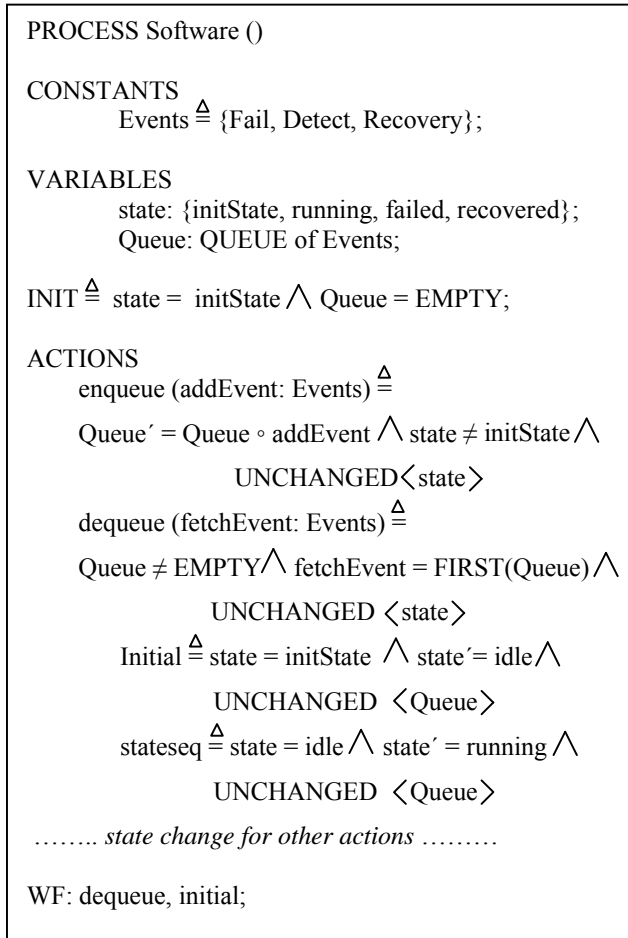 PROCESS Software ()
CONSTANTS
Events ≜ {Fail, Detect, Recovery};
VARIABLES
state: {initState, running, failed, recovered};
Queue: QUEUE of Events;
INIT ≜ state = initState ∧ Queue = EMPTY;
ACTIONS
enqueue (addEvent: Events) ≜
Queue´ = Queue ∘ addEvent ∧ state ≠ initState ∧
UNCHANGED〈state〉
dequeue (fetchEvent: Events) ≜
Queue ≠ EMPTY ∧ fetchEvent = FIRST(Queue) ∧
UNCHANGED 〈state〉
Initial ≜ state = initState ∧ state´= idle ∧
UNCHANGED 〈Queue〉
stateseq ≜ state = idle ∧ state´ = running ∧
UNCHANGED 〈Queue〉
…….. state change for other actions ………
WF: dequeue, initial;